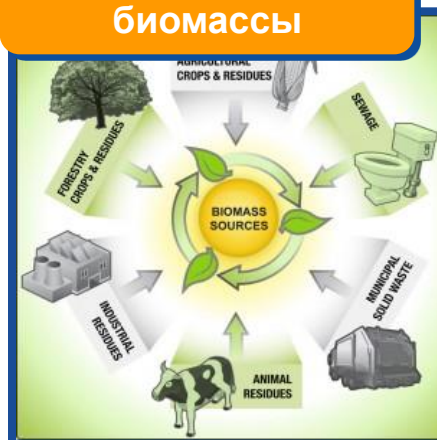 биомассы
AGRICULTURAL
CROPS & RESIDUES
SEWAGE
FORESTRY
CROPS & RESIDUES
BIOMASS
SOURCES
INDUSTRIAL
RESIDUES
MUNICIPAL
SOLID WASTE
ANIMAL
RESIDUES